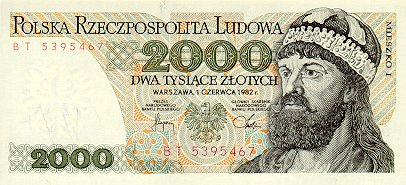 POLSKA RZECZPOSPOLITA LUDOWA
BT 5395467
2000
DWA TYSIĄCE ZŁOTYCH
WARSZAWA, 1 CZERWCA 1982 r.
PREZES
NARODOWEGO
BANKU POLSKIEGO
GŁÓWNY SKARBNIK
NARODOWEGO
BANKU POLSKIEGO
MIESZKO I
2000
BT 5395467